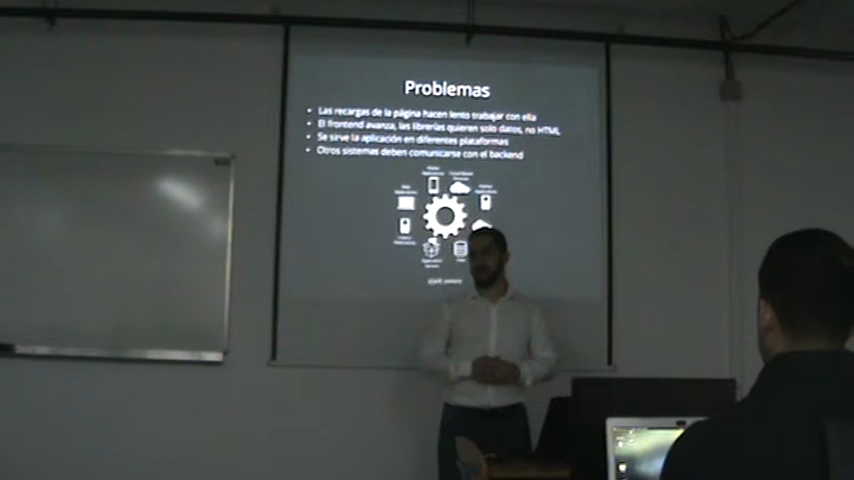 Problemas
Las recargas de la página hacen lento trabajar con ella
El frontend avanza, las librerías quieren solo datos, no HTML
Se sirve la aplicación en diferentes plataformas
Otros sistemas deben comunicarse con el backend